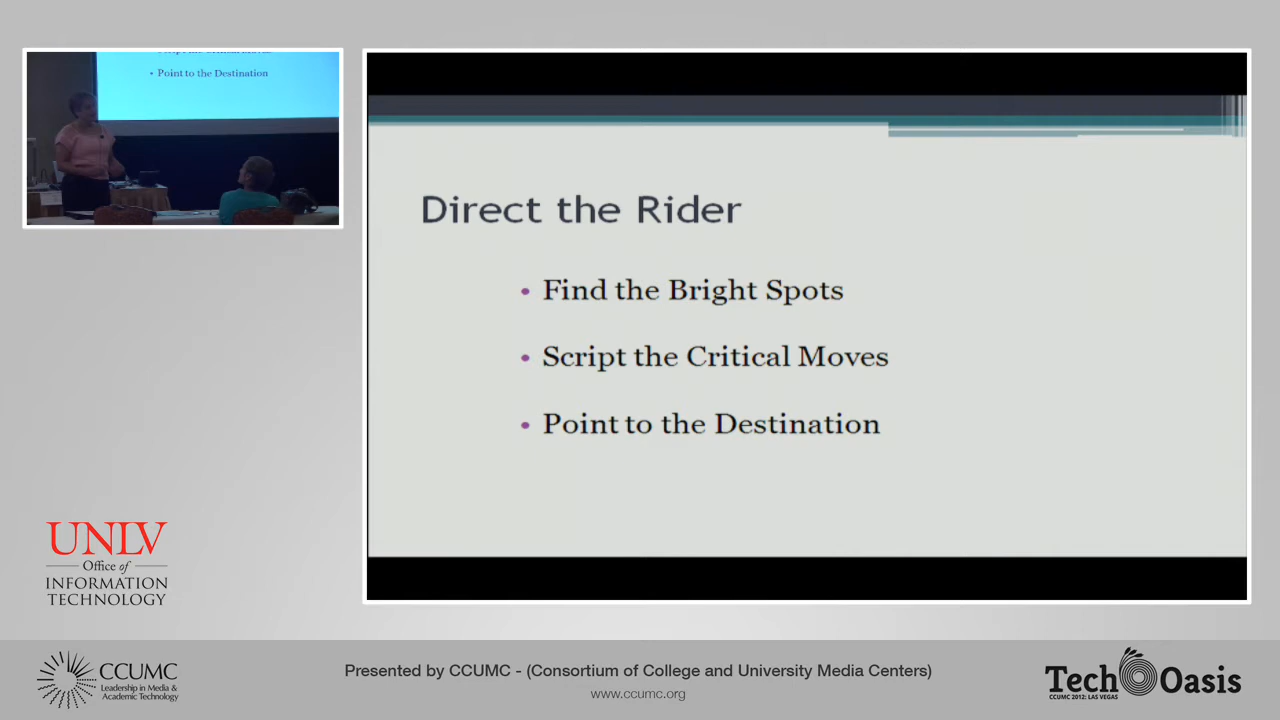 • Point to the Destination
Direct the Rider
• Find the Bright Spots
• Script the Critical Moves
• Point to the Destination
UNLV
Office of
INFORMATION
TECHNOLOGY
CCUMC
Leadership in Media &
Academic Technology
Presented by CCUMC - (Consortium of College and University Media Centers)
www.ccumc.org
Tech Oasis
CCUMC 2012: LAS VEGAS